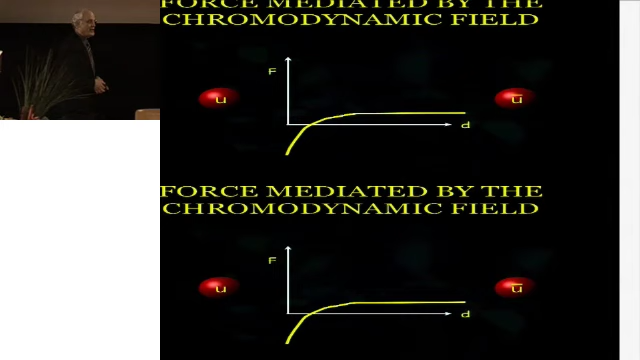 FORCE MEDIATED BY THE
CHROMODYNAMIC FIELD
F
u
ū
d
FORCE MEDIATED BY THE
CHROMODYNAMIC FIELD
F
u
ū
d